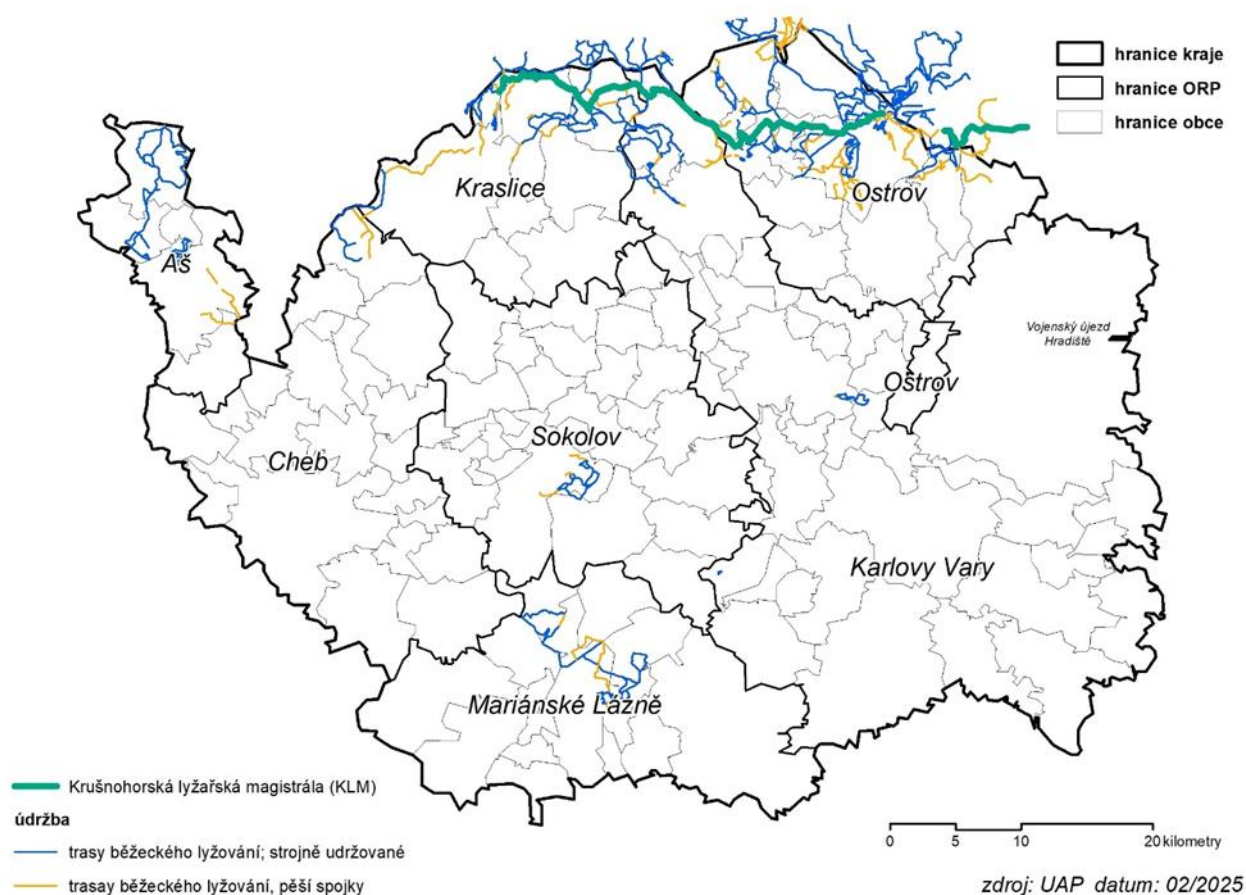 hranice kraje
hranice ORP
hranice obce
Kraslice
Ostrov
Aš
Vojenský újezd
Hradiště
Ostrov
Sokolov
Cheb
Karlovy Vary
Mariánské Lázně
Krušnohorská lyžařská magistrála (KLM)
údržba
trasy běžeckého lyžování; strojně udržované
trasay běžeckého lyžování, pěší spojky
0 5 10 20 kilometry
zdroj: UAP datum: 02/2025